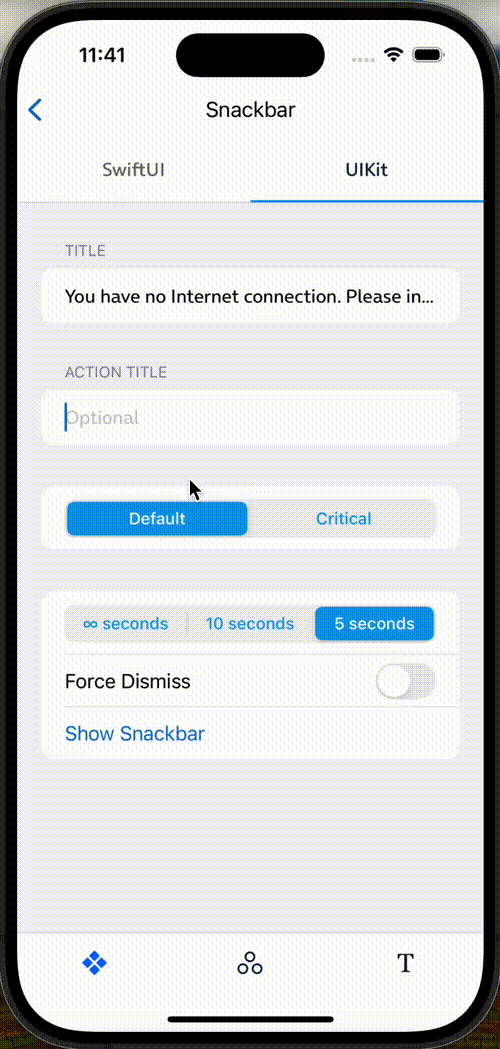 11:41
Snackbar
SwiftUI
UIKit
TITLE
You have no Internet connection. Please in...
ACTION TITLE
Optional
Default
Critical
∞ seconds
10 seconds
5 seconds
Force Dismiss
Show Snackbar
T